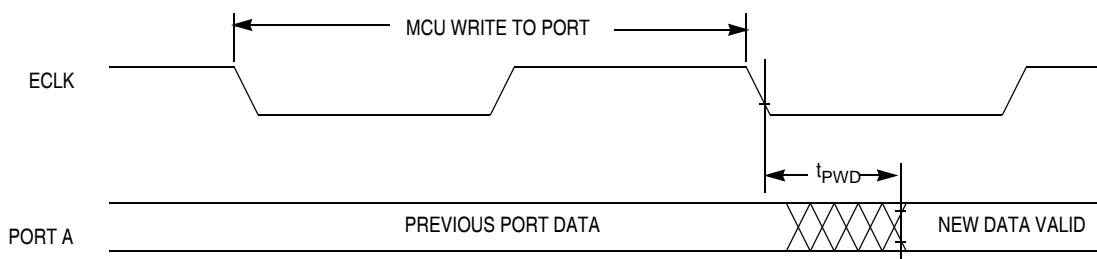 MCU WRITE TO PORT
ECLK
tPWD
PREVIOUS PORT DATA
NEW DATA VALID
PORT A